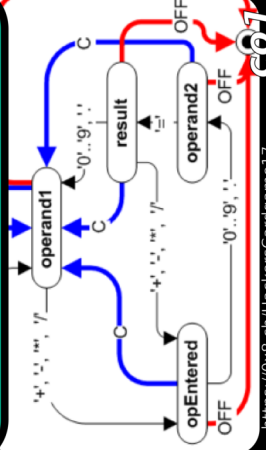 '+', '-', '*', '/'
operand1
'0'..'9', '.'
C
C
C
result
'+', '-', '*', '/'
'='
OFF
opEntered
operand2
OFF
'0'..'9', '.'
OFF